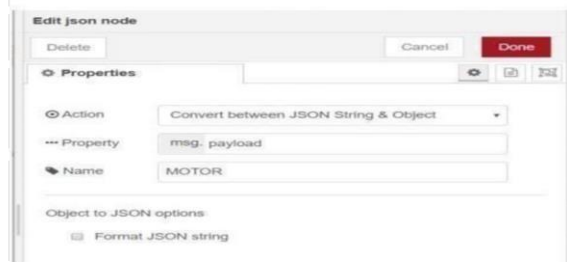 Edit json node
Delete Cancel Done
Properties
Action Convert between JSON String & Object
Property msg. payload
Name MOTOR
Object to JSON options
Format JSON string